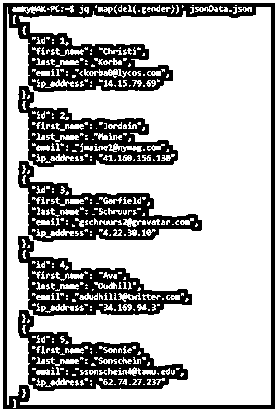 amky@AK-PC:~$ jq 'map(del(.gender))' jsonData.json
[
  {
    "id": 1,
    "first_name": "Christi",
    "last_name": "Korba",
    "email": "ckorba0@lycos.com",
    "ip_address": "14.15.79.69"
  },
  {
    "id": 2,
    "first_name": "Jordain",
    "last_name": "Maine",
    "email": "jmaine1@nymag.com",
    "ip_address": "41.160.156.130"
  },
  {
    "id": 3,
    "first_name": "Garfield",
    "last_name": "Schruurs",
    "email": "gschruurs2@gravatar.com",
    "ip_address": "4.22.30.10"
  },
  {
    "id": 4,
    "first_name": "Ava",
    "last_name": "Dudhill",
    "email": "adudhill3@twitter.com",
    "ip_address": "34.169.94.3"
  },
  {
    "id": 5,
    "first_name": "Sonnie",
    "last_name": "Sonschein",
    "email": "ssonschein4@tamu.edu",
    "ip_address": "62.74.27.237"
  }
]